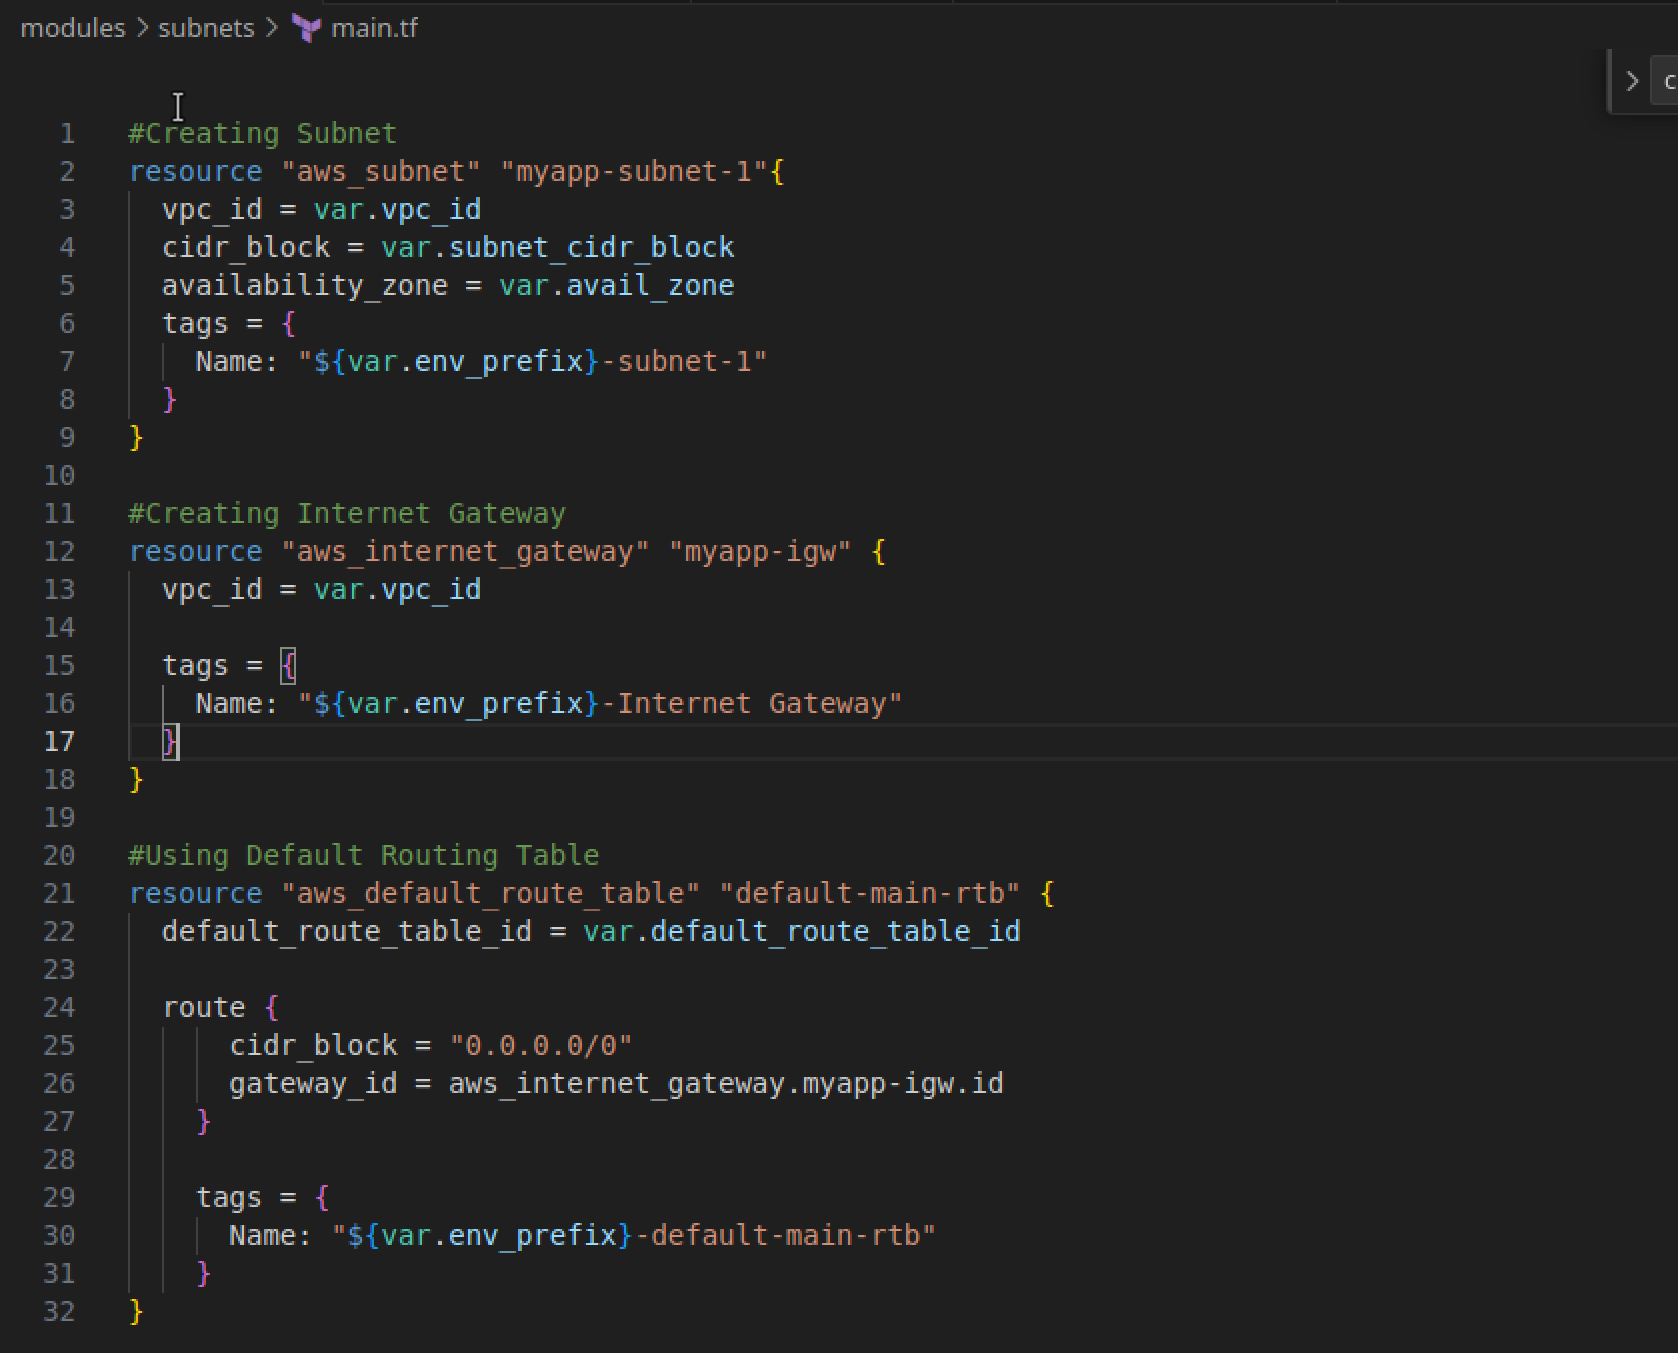 modules > subnets > main.tf
> c
1 #Creating Subnet
2 resource "aws_subnet" "myapp-subnet-1"{
3   vpc_id = var.vpc_id
4   cidr_block = var.subnet_cidr_block
5   availability_zone = var.avail_zone
6   tags = {
7     Name: "${var.env_prefix}-subnet-1"
8   }
9 }
10
11 #Creating Internet Gateway
12 resource "aws_internet_gateway" "myapp-igw" {
13   vpc_id = var.vpc_id
14
15   tags = {
16     Name: "${var.env_prefix}-Internet Gateway"
17   }
18 }
19
20 #Using Default Routing Table
21 resource "aws_default_route_table" "default-main-rtb" {
22   default_route_table_id = var.default_route_table_id
23
24   route {
25       cidr_block = "0.0.0.0/0"
26       gateway_id = aws_internet_gateway.myapp-igw.id
27     }
28
29     tags = {
30       Name: "${var.env_prefix}-default-main-rtb"
31     }
32 }